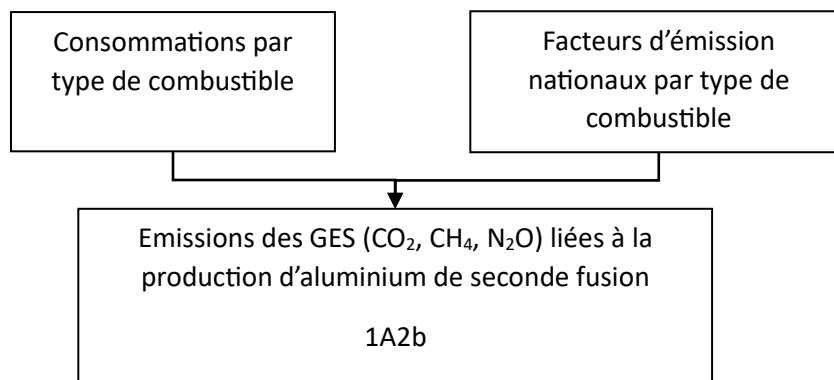 Consommations par
type de combustible
Facteurs d’émission
nationaux par type de
combustible
Emissions des GES (CO₂, CH₄, N₂O) liées à la
production d’aluminium de seconde fusion
1A2b